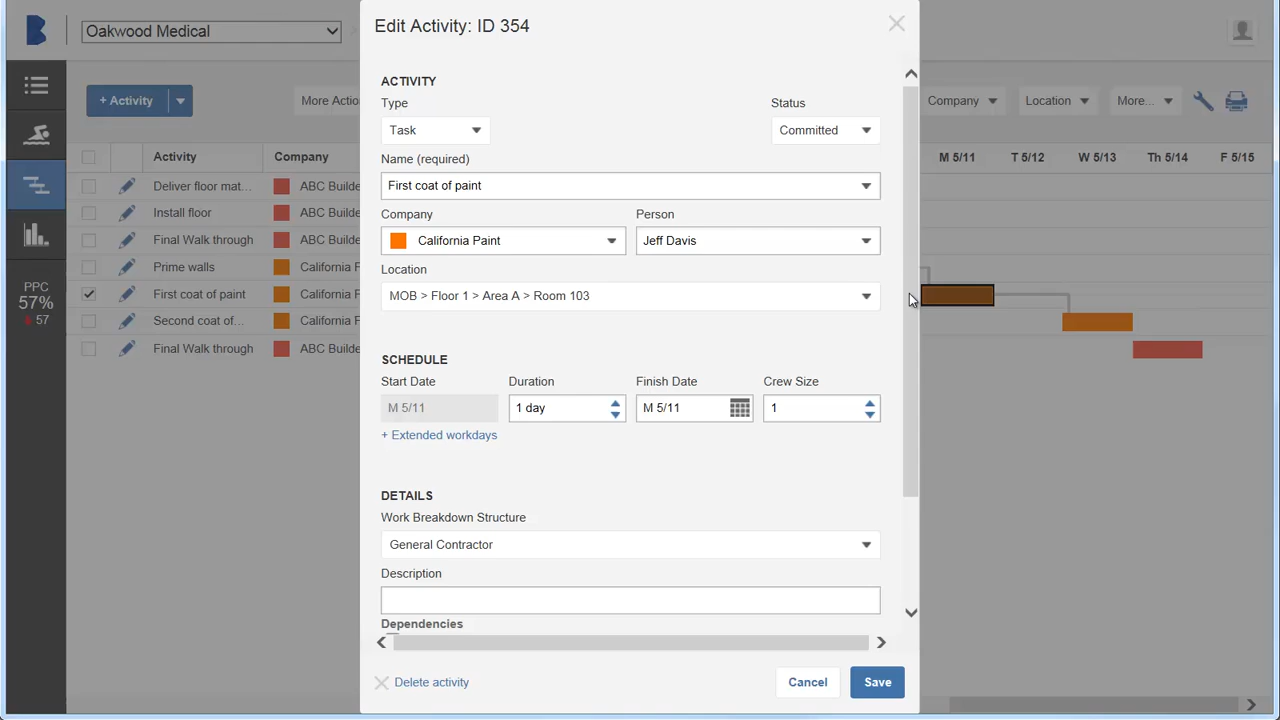 Oakwood Medical
+ Activity
More Actio
Company
Location
More...
Activity
Company
M 5/11
T 5/12
W 5/13
Th 5/14
F 5/15
Deliver floor mat...
ABC Builde
Install floor
ABC Builde
Final Walk through
ABC Builde
Prime walls
California F
First coat of paint
California F
Second coat of...
California F
Final Walk through
ABC Builde
PPC
57%
57
Edit Activity: ID 354
ACTIVITY
Type
Status
Task
Committed
Name (required)
First coat of paint
Company
Person
California Paint
Jeff Davis
Location
MOB > Floor 1 > Area A > Room 103
SCHEDULE
Start Date
Duration
Finish Date
Crew Size
M 5/11
1 day
M 5/11
1
+ Extended workdays
DETAILS
Work Breakdown Structure
General Contractor
Description
Dependencies
Delete activity
Cancel
Save